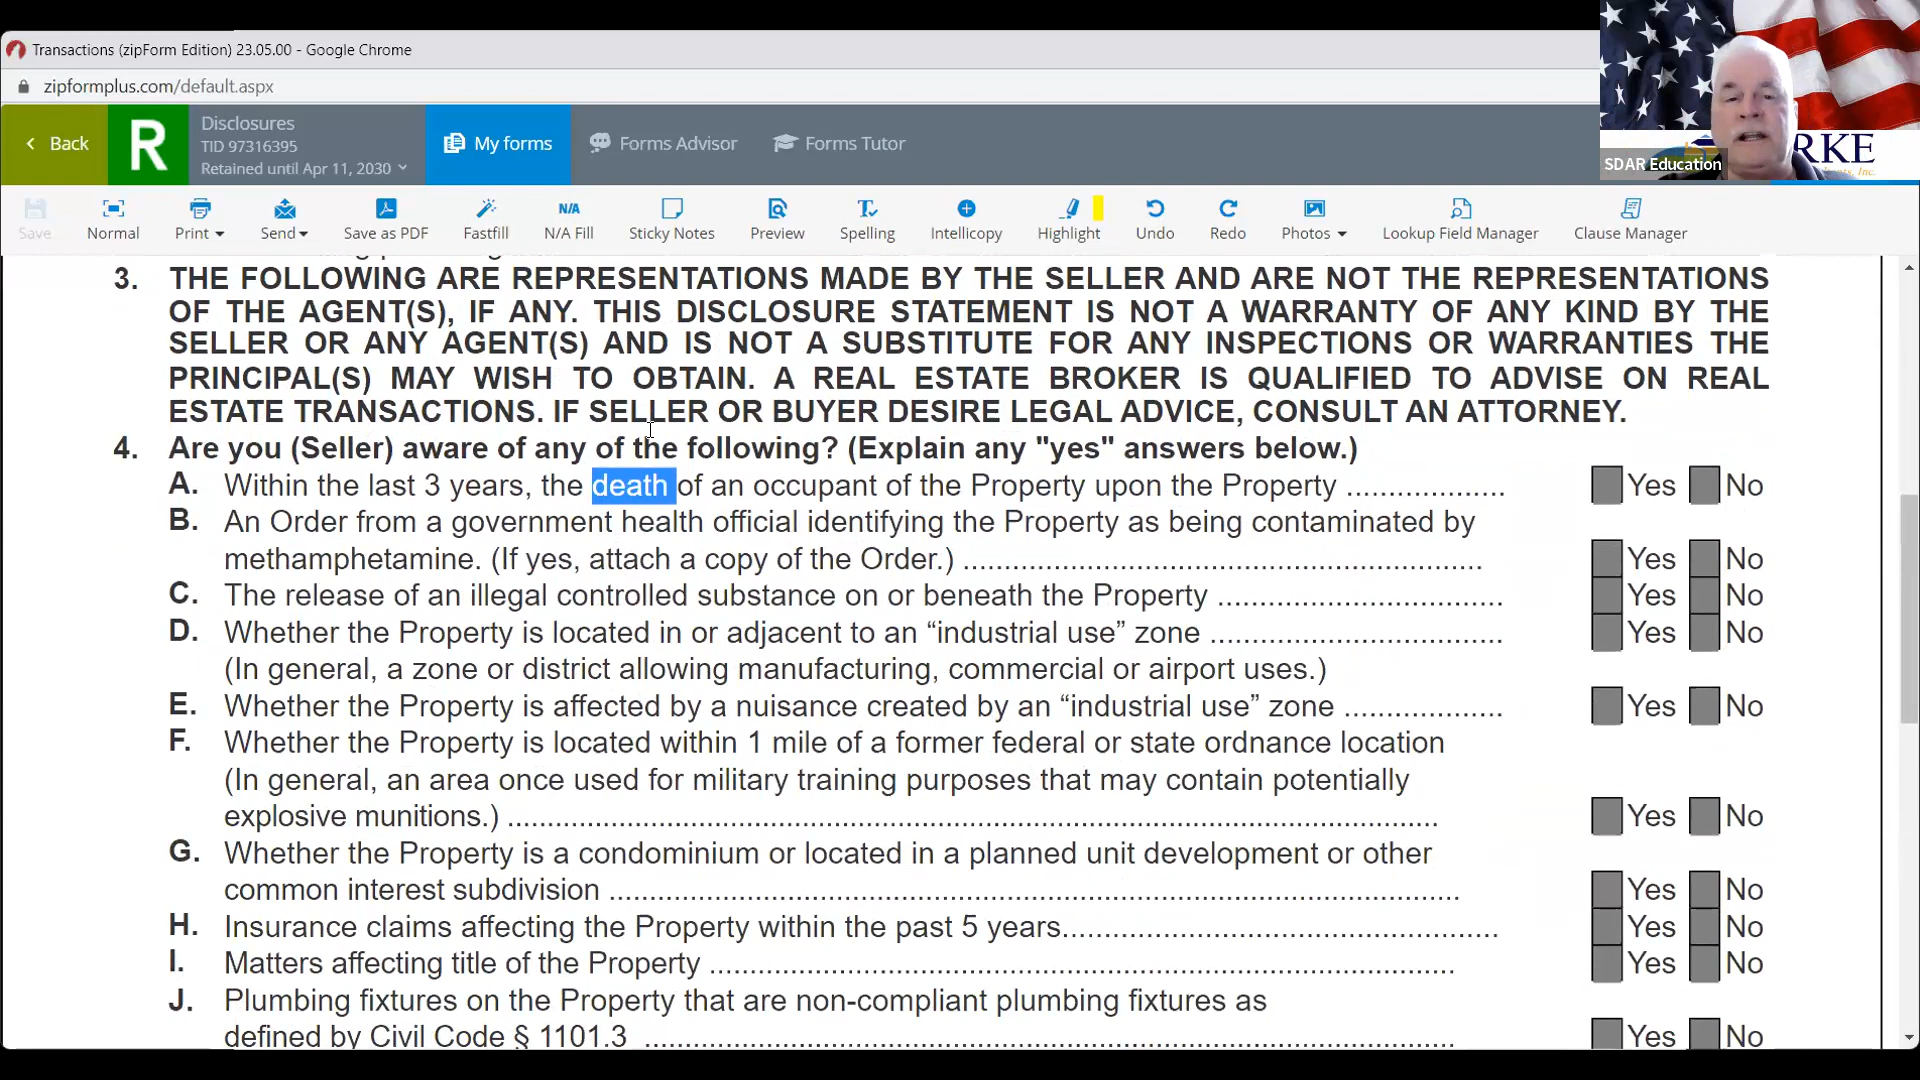 Transactions (zipForm Edition) 23.05.00 - Google Chrome
zipformplus.com/default.aspx
Back
R
Disclosures
TID 97316395
Retained until Apr 11, 2030
My forms
Forms Advisor
Forms Tutor
RKE
SDAR Education
Save
Normal
Print
Send
Save as PDF
N/A
Fastfill
N/A Fill
Sticky Notes
Preview
Spelling
Intellicopy
Highlight
Undo
Redo
Photos
Lookup Field Manager
Clause Manager
3. THE FOLLOWING ARE REPRESENTATIONS MADE BY THE SELLER AND ARE NOT THE REPRESENTATIONS
OF THE AGENT(S), IF ANY. THIS DISCLOSURE STATEMENT IS NOT A WARRANTY OF ANY KIND BY THE
SELLER OR ANY AGENT(S) AND IS NOT A SUBSTITUTE FOR ANY INSPECTIONS OR WARRANTIES THE
PRINCIPAL(S) MAY WISH TO OBTAIN. A REAL ESTATE BROKER IS QUALIFIED TO ADVISE ON REAL
ESTATE TRANSACTIONS. IF SELLER OR BUYER DESIRE LEGAL ADVICE, CONSULT AN ATTORNEY.
4. Are you (Seller) aware of any of the following? (Explain any "yes" answers below.)
A. Within the last 3 years, the death of an occupant of the Property upon the Property ................... Yes No
B. An Order from a government health official identifying the Property as being contaminated by
methamphetamine. (If yes, attach a copy of the Order.) .............................................................. Yes No
C. The release of an illegal controlled substance on or beneath the Property .................................. Yes No
D. Whether the Property is located in or adjacent to an “industrial use” zone ................................... Yes No
(In general, a zone or district allowing manufacturing, commercial or airport uses.)
E. Whether the Property is affected by a nuisance created by an “industrial use” zone ................... Yes No
F. Whether the Property is located within 1 mile of a former federal or state ordnance location
(In general, an area once used for military training purposes that may contain potentially
explosive munitions.) ................................................................................................................ Yes No
G. Whether the Property is a condominium or located in a planned unit development or other
common interest subdivision ..................................................................................................... Yes No
H. Insurance claims affecting the Property within the past 5 years.................................................... Yes No
I. Matters affecting title of the Property ........................................................................................ Yes No
J. Plumbing fixtures on the Property that are non-compliant plumbing fixtures as
defined by Civil Code § 1101.3 ................................................................................................. Yes No